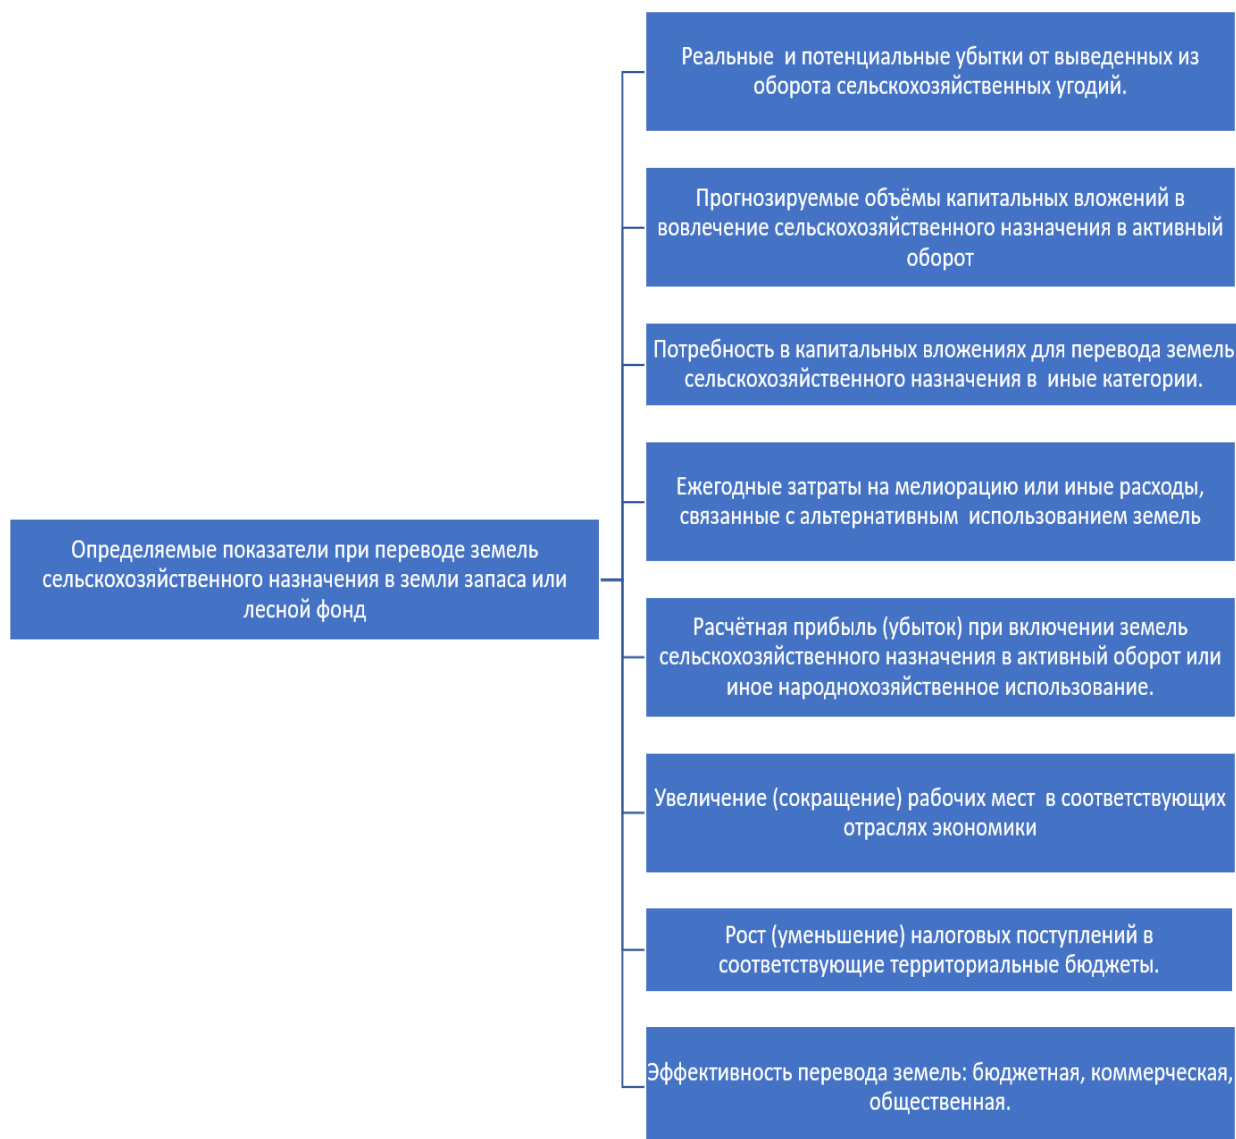 Реальные и потенциальные убытки от выведенных из
оборота сельскохозяйственных угодий.
Прогнозируемые объёмы капитальных вложений в
вовлечение сельскохозяйственного назначения в активный
оборот
Потребность в капитальных вложениях для перевода земель
сельскохозяйственного назначения в иные категории.
Ежегодные затраты на мелиорацию или иные расходы,
связанные с альтернативным использованием земель
Определяемые показатели при переводе земель
сельскохозяйственного назначения в земли запаса или
лесной фонд
Расчётная прибыль (убыток) при включении земель
сельскохозяйственного назначения в активный оборот или
иное народнохозяйственное использование.
Увеличение (сокращение) рабочих мест в соответствующих
отраслях экономики
Рост (уменьшение) налоговых поступлений в
соответствующие территориальные бюджеты.
Эффективность перевода земель: бюджетная, коммерческая,
общественная.